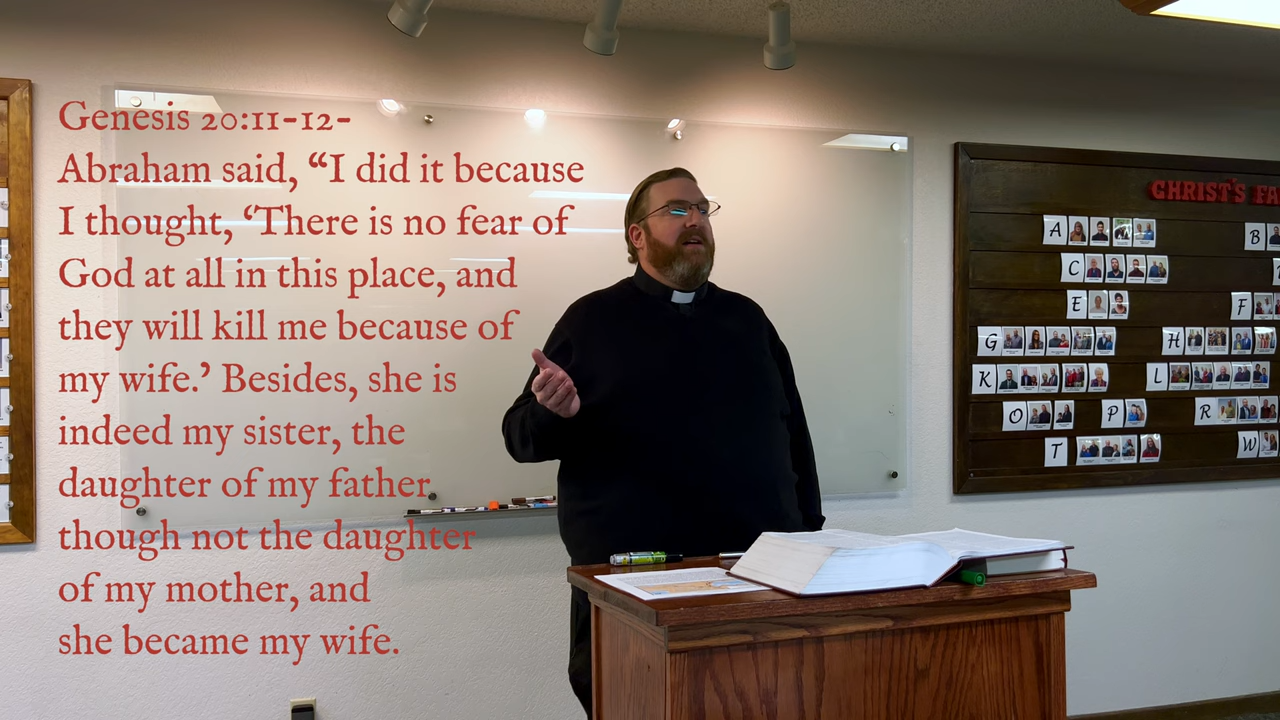 Genesis 20:11-12-
Abraham said, “I did it because
I thought, ‘There is no fear of
God at all in this place, and
they will kill me because of
my wife.’ Besides, she is
indeed my sister, the
daughter of my father
though not the daughter
of my mother, and
she became my wife.
CHRIST'S FA
A
B
C
E
F
G
H
K
L
O
P
R
T
W